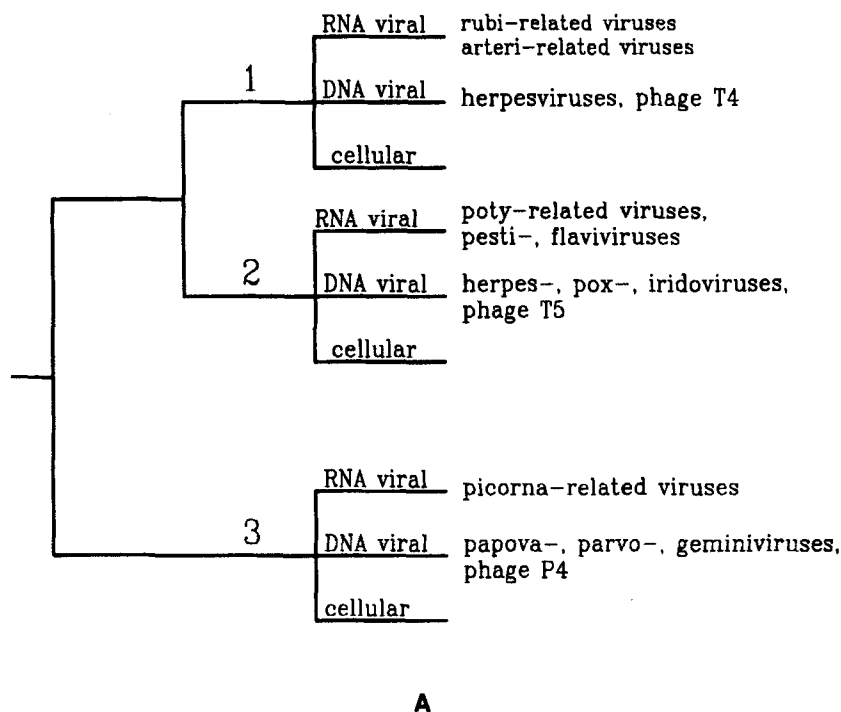 RNA viral
rubi-related viruses
arteri-related viruses
1
DNA viral
herpesviruses, phage T4
cellular
RNA viral
poty-related viruses,
pesti-, flaviviruses
2
DNA viral
herpes-, pox-, iridoviruses,
phage T5
cellular
RNA viral
picorna-related viruses
3
DNA viral
papova-, parvo-, geminiviruses,
phage P4
cellular
A